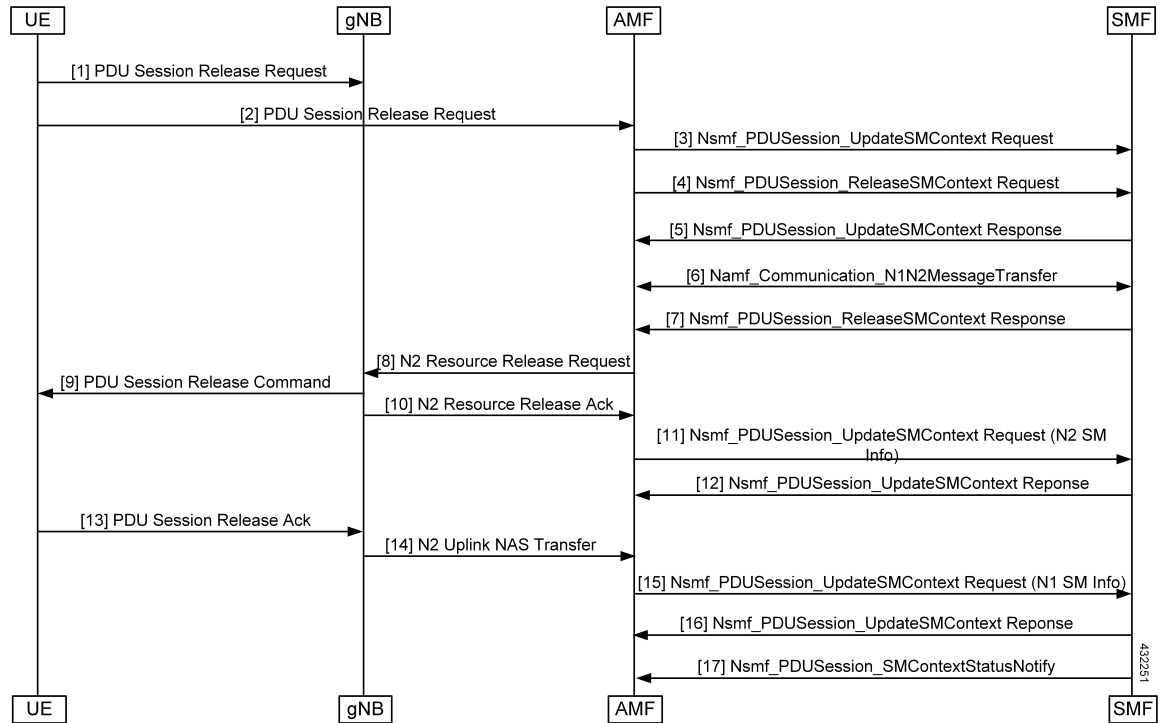 UE
gNB
AMF
SMF
[1] PDU Session Release Request
[2] PDU Session Release Request
[3] Nsmf_PDUSession_UpdateSMContext Request
[4] Nsmf_PDUSession_ReleaseSMContext Request
[5] Nsmf_PDUSession_UpdateSMContext Response
[6] Namf_Communication_N1N2MessageTransfer
[7] Nsmf_PDUSession_ReleaseSMContext Response
[8] N2 Resource Release Request
[9] PDU Session Release Command
[10] N2 Resource Release Ack
[11] Nsmf_PDUSession_UpdateSMContext Request (N2 SM
Info)
[12] Nsmf_PDUSession_UpdateSMContext Reponse
[13] PDU Session Release Ack
[14] N2 Uplink NAS Transfer
[15] Nsmf_PDUSession_UpdateSMContext Request (N1 SM Info)
[16] Nsmf_PDUSession_UpdateSMContext Reponse
[17] Nsmf_PDUSession_SMContextStatusNotify
432251
UE
gNB
AMF
SMF